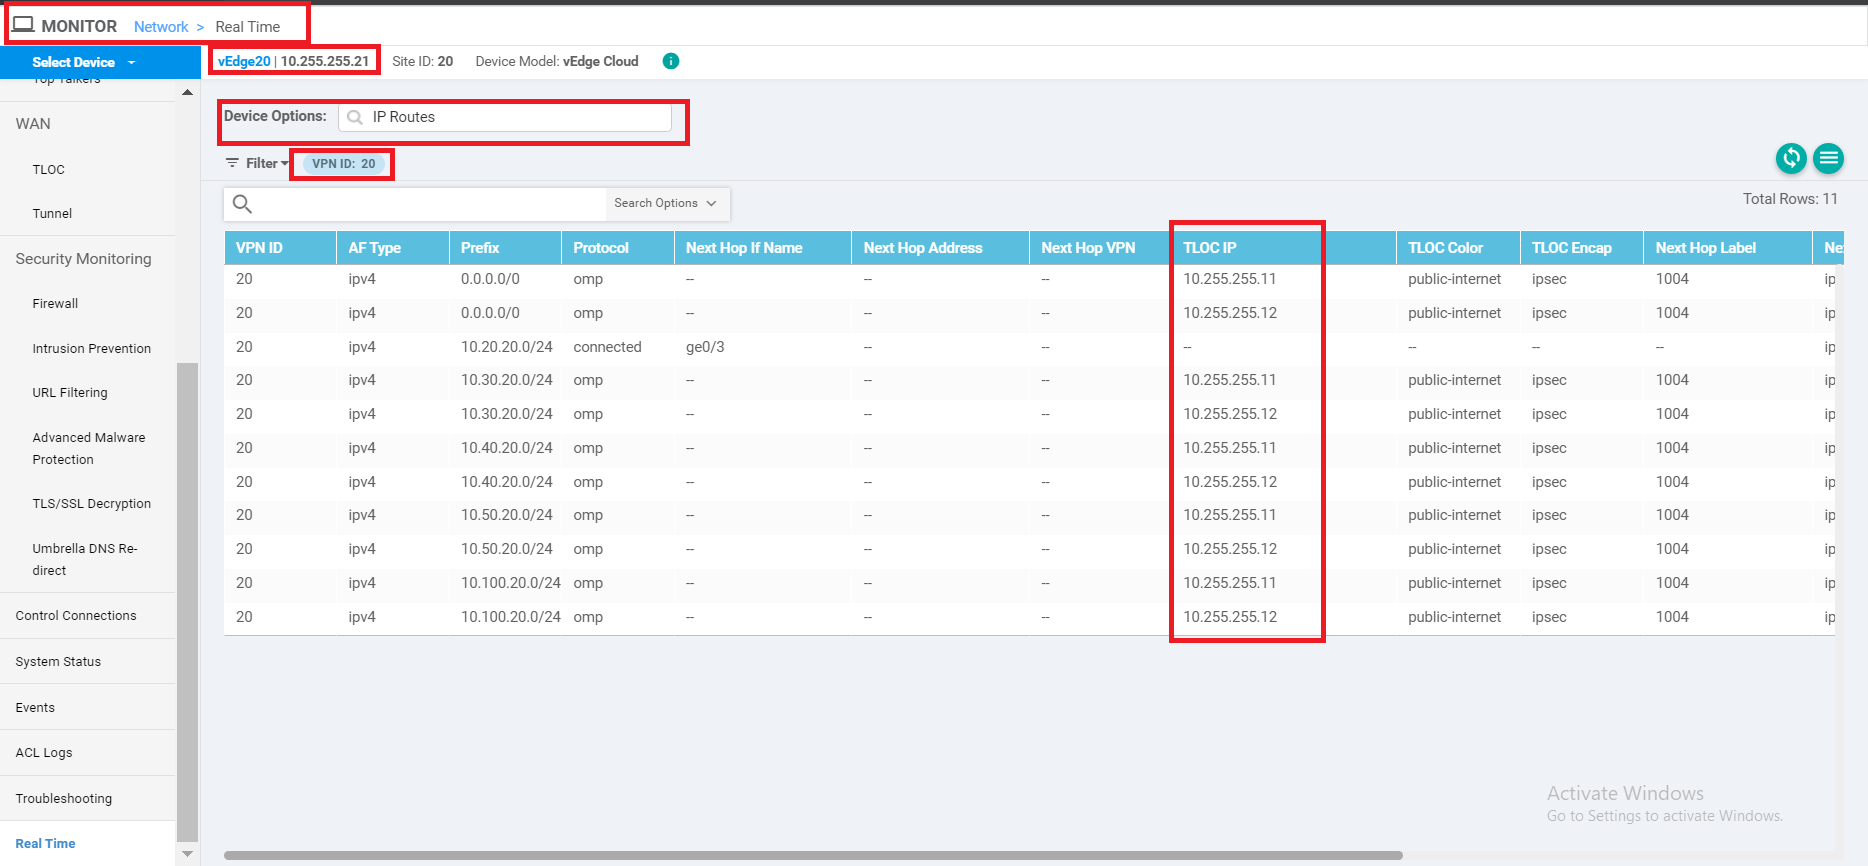 MONITOR Network > Real Time
Select Device
vEdge20 | 10.255.255.21 Site ID: 20 Device Model: vEdge Cloud i
Top Talkers
WAN
TLOC
Tunnel
Security Monitoring
Firewall
Intrusion Prevention
URL Filtering
Advanced Malware
Protection
TLS/SSL Decryption
Umbrella DNS Re-
direct
Control Connections
System Status
Events
ACL Logs
Troubleshooting
Real Time
Device Options: IP Routes
Filter VPN ID: 20
Search Options
Total Rows: 11
VPN ID AF Type Prefix Protocol Next Hop If Name Next Hop Address Next Hop VPN TLOC IP TLOC Color TLOC Encap Next Hop Label Ne
20 ipv4 0.0.0.0/0 omp -- -- -- 10.255.255.11 public-internet ipsec 1004 ip
20 ipv4 0.0.0.0/0 omp -- -- -- 10.255.255.12 public-internet ipsec 1004 ip
20 ipv4 10.20.20.0/24 connected ge0/3 -- -- -- -- -- -- ip
20 ipv4 10.30.20.0/24 omp -- -- -- 10.255.255.11 public-internet ipsec 1004 ip
20 ipv4 10.30.20.0/24 omp -- -- -- 10.255.255.12 public-internet ipsec 1004 ip
20 ipv4 10.40.20.0/24 omp -- -- -- 10.255.255.11 public-internet ipsec 1004 ip
20 ipv4 10.40.20.0/24 omp -- -- -- 10.255.255.12 public-internet ipsec 1004 ip
20 ipv4 10.50.20.0/24 omp -- -- -- 10.255.255.11 public-internet ipsec 1004 ip
20 ipv4 10.50.20.0/24 omp -- -- -- 10.255.255.12 public-internet ipsec 1004 ip
20 ipv4 10.100.20.0/24 omp -- -- -- 10.255.255.11 public-internet ipsec 1004 ip
20 ipv4 10.100.20.0/24 omp -- -- -- 10.255.255.12 public-internet ipsec 1004 ip
Activate Windows
Go to Settings to activate Windows.